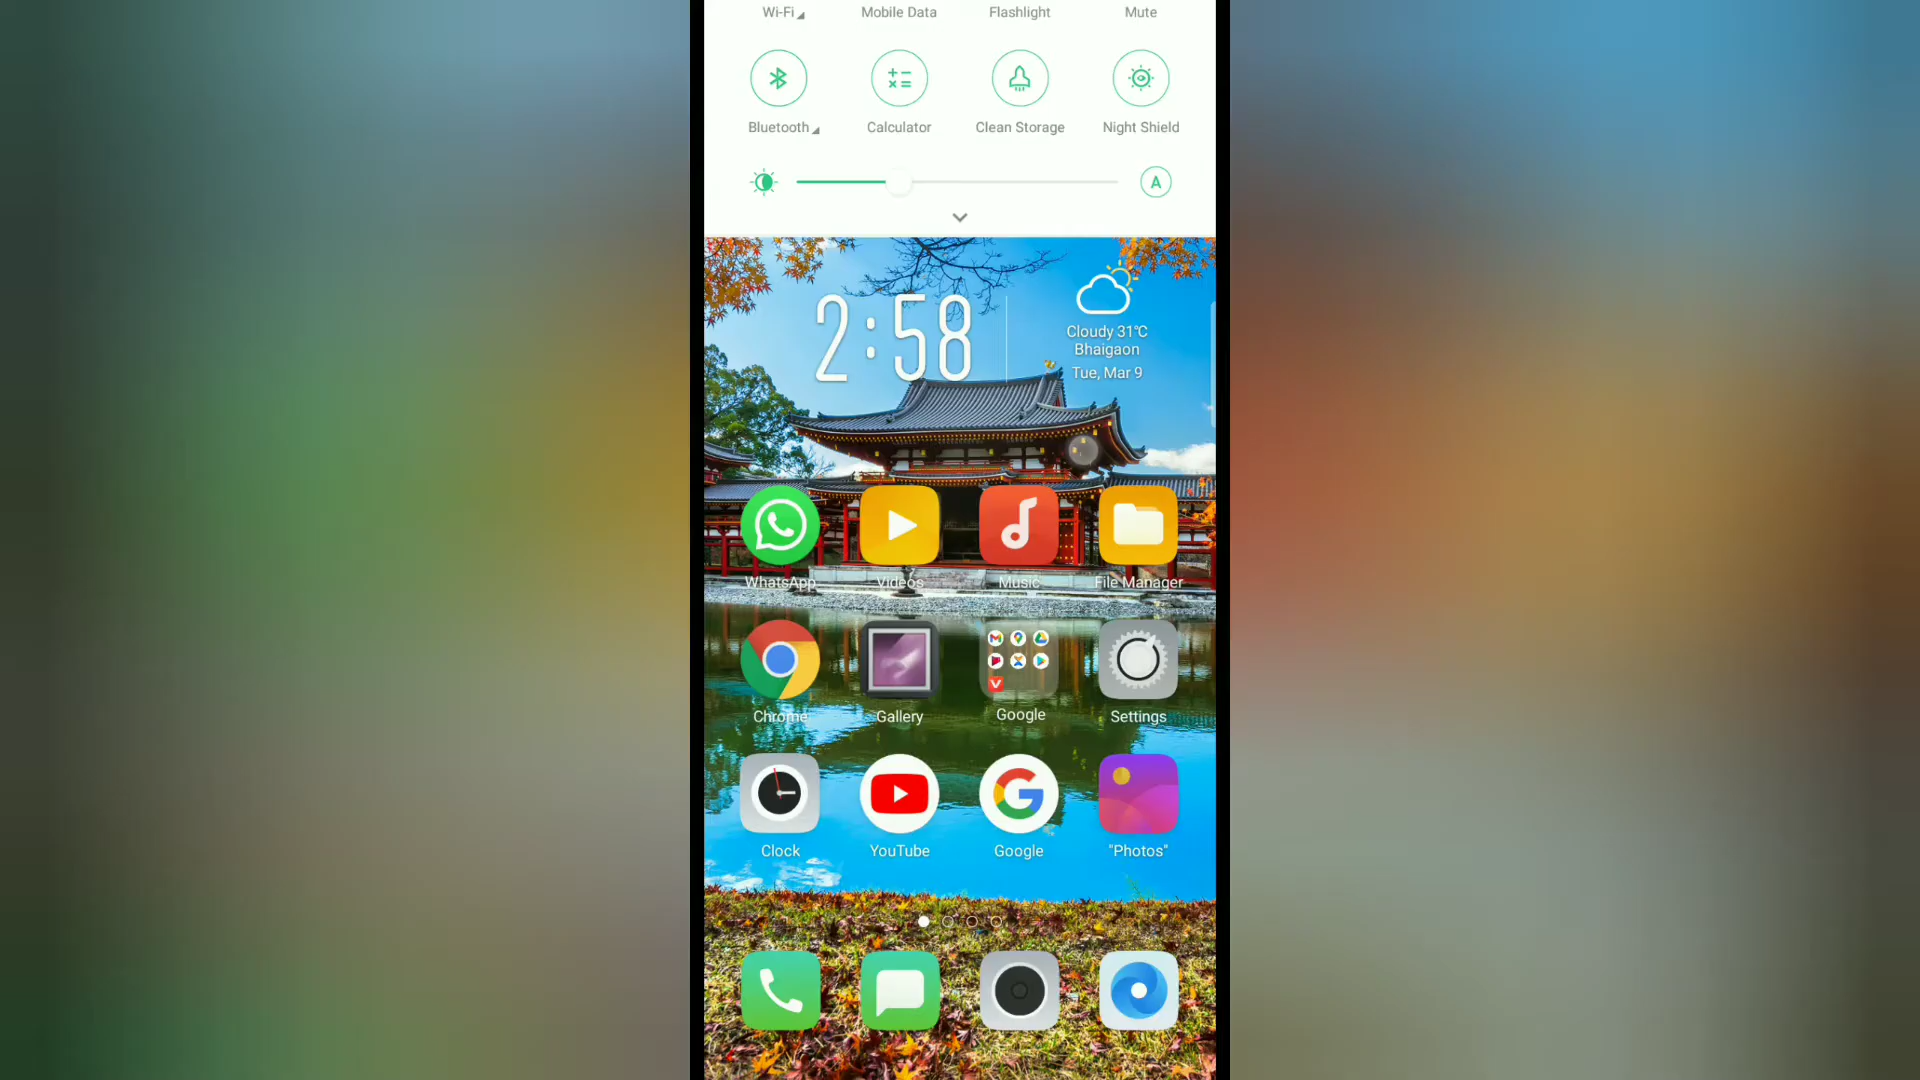 Wi-Fi Mobile Data Flashlight Mute
Bluetooth Calculator Clean Storage Night Shield
A
2:58
Cloudy 31°C
Bhaigaon
Tue, Mar 9
WhatsApp Videos Music File Manager
Chrome Gallery Google Settings
Clock YouTube Google "Photos"